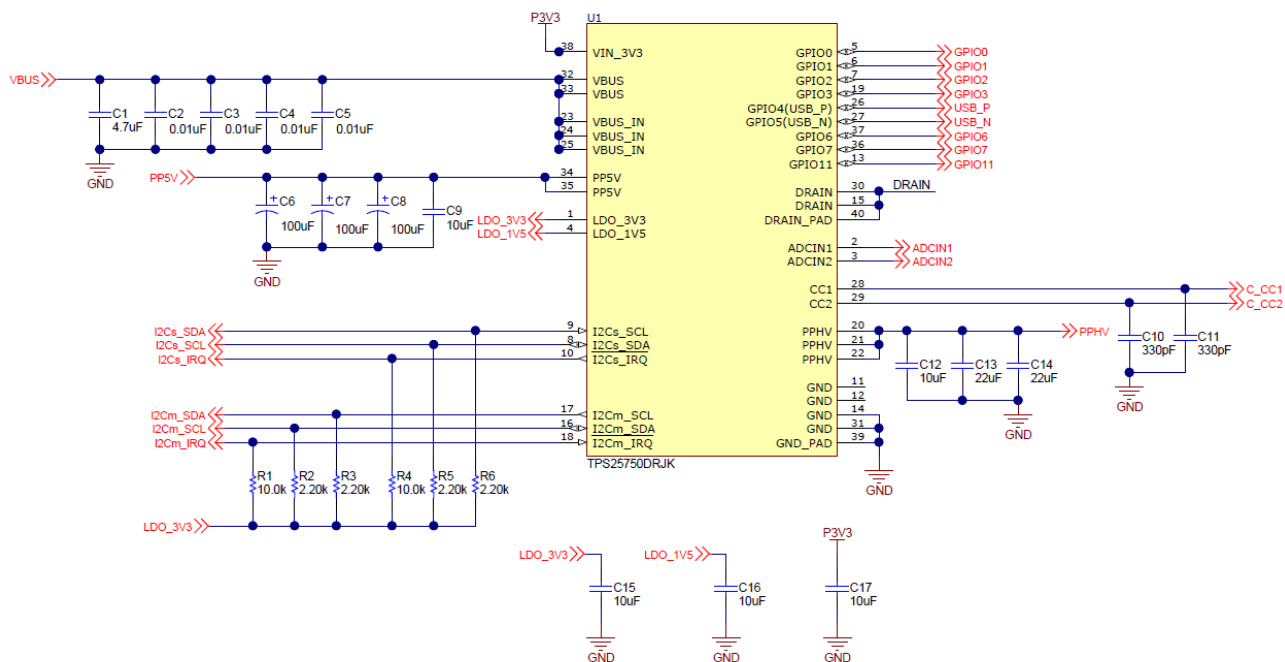 P3V3
U1
38 VIN_3V3
VBUS
32 VBUS
33 VBUS
23 VBUS_IN
24 VBUS_IN
25 VBUS_IN
C1 4.7uF
C2 0.01uF
C3 0.01uF
C4 0.01uF
C5 0.01uF
GND
PP5V
34 PP5V
35 PP5V
C6 100uF
C7 100uF
C8 100uF
C9 10uF
GND
LDO_3V3 1 LDO_3V3
LDO_1V5 4 LDO_1V5
I2Cs_SDA 9 I2Cs_SCL
I2Cs_SCL 8 I2Cs_SDA
I2Cs_IRQ 10 I2Cs_IRQ
I2Cm_SDA 17 I2Cm_SCL
I2Cm_SCL 16 I2Cm_SDA
I2Cm_IRQ 18 I2Cm_IRQ
R1 10.0k
R2 2.20k
R3 2.20k
R4 10.0k
R5 2.20k
R6 2.20k
LDO_3V3
TPS25750DRJK
GPIO0 5 GPIO0
GPIO1 6 GPIO1
GPIO2 7 GPIO2
GPIO3 19 GPIO3
GPIO4(USB_P) 26 USB_P
GPIO5(USB_N) 27 USB_N
GPIO6 37 GPIO6
GPIO7 36 GPIO7
GPIO11 13 GPIO11
DRAIN 30 DRAIN
DRAIN 15
DRAIN_PAD 40
ADCIN1 2 ADCIN1
ADCIN2 3 ADCIN2
CC1 28 C_CC1
CC2 29 C_CC2
C10 330pF
C11 330pF
GND
PPHV 20 PPHV
PPHV 21
PPHV 22
C12 10uF
C13 22uF
C14 22uF
GND
GND 11
GND 12
GND 14
GND 31
GND_PAD 39
GND
LDO_3V3
C15 10uF
GND
LDO_1V5
C16 10uF
GND
P3V3
C17 10uF
GND